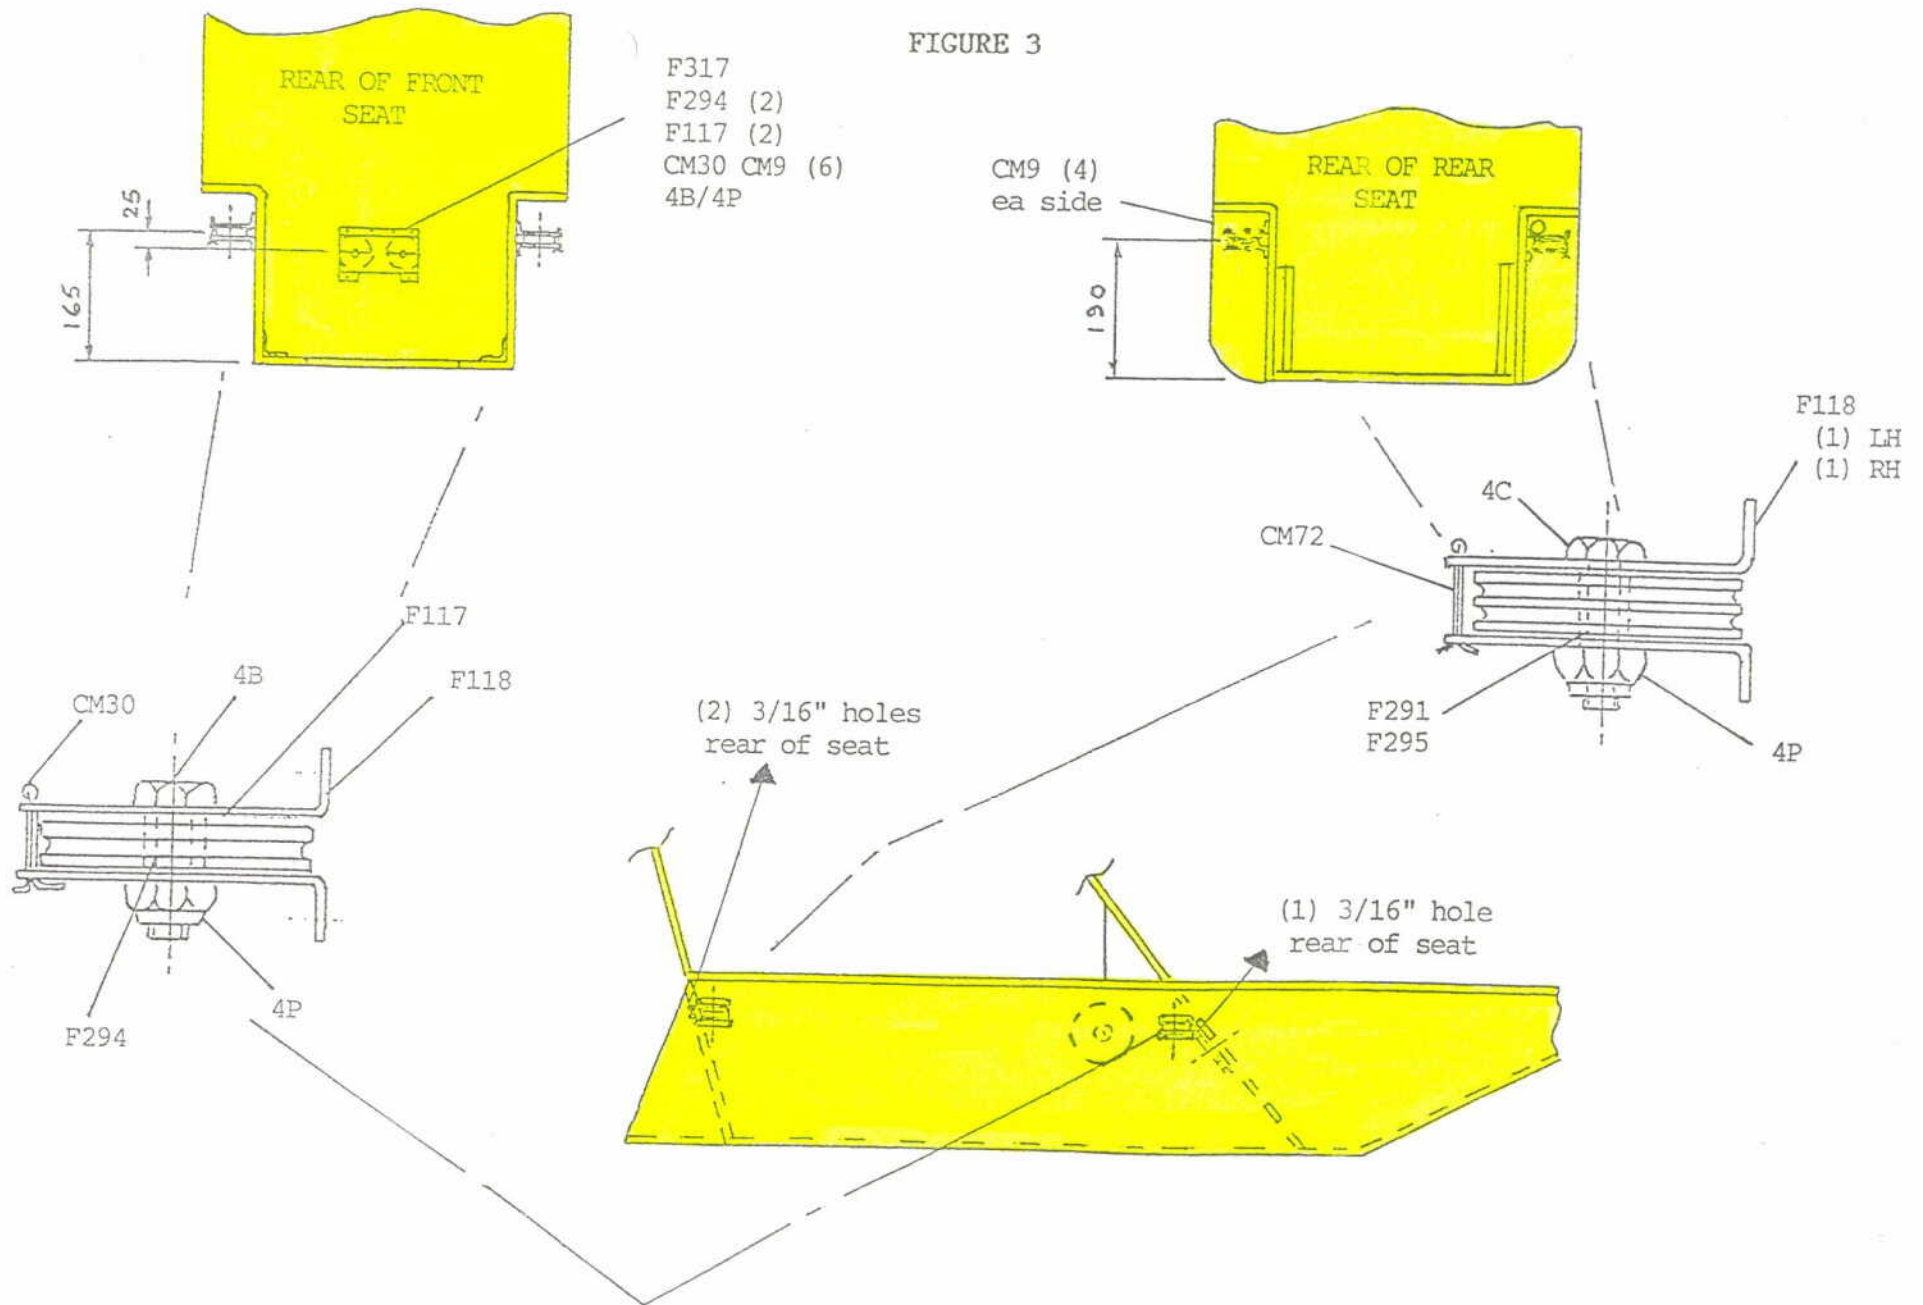 FIGURE 3
REAR OF FRONT
SEAT
F317
F294 (2)
F117 (2)
CM30 CM9 (6)
4B/4P
25
165
CM9 (4)
ea side
REAR OF REAR
SEAT
190
F118
(1) LH
(1) RH
4C
CM72
F291
F295
4P
F117
4B
F118
CM30
4P
F294
(2) 3/16" holes
rear of seat
(1) 3/16" hole
rear of seat